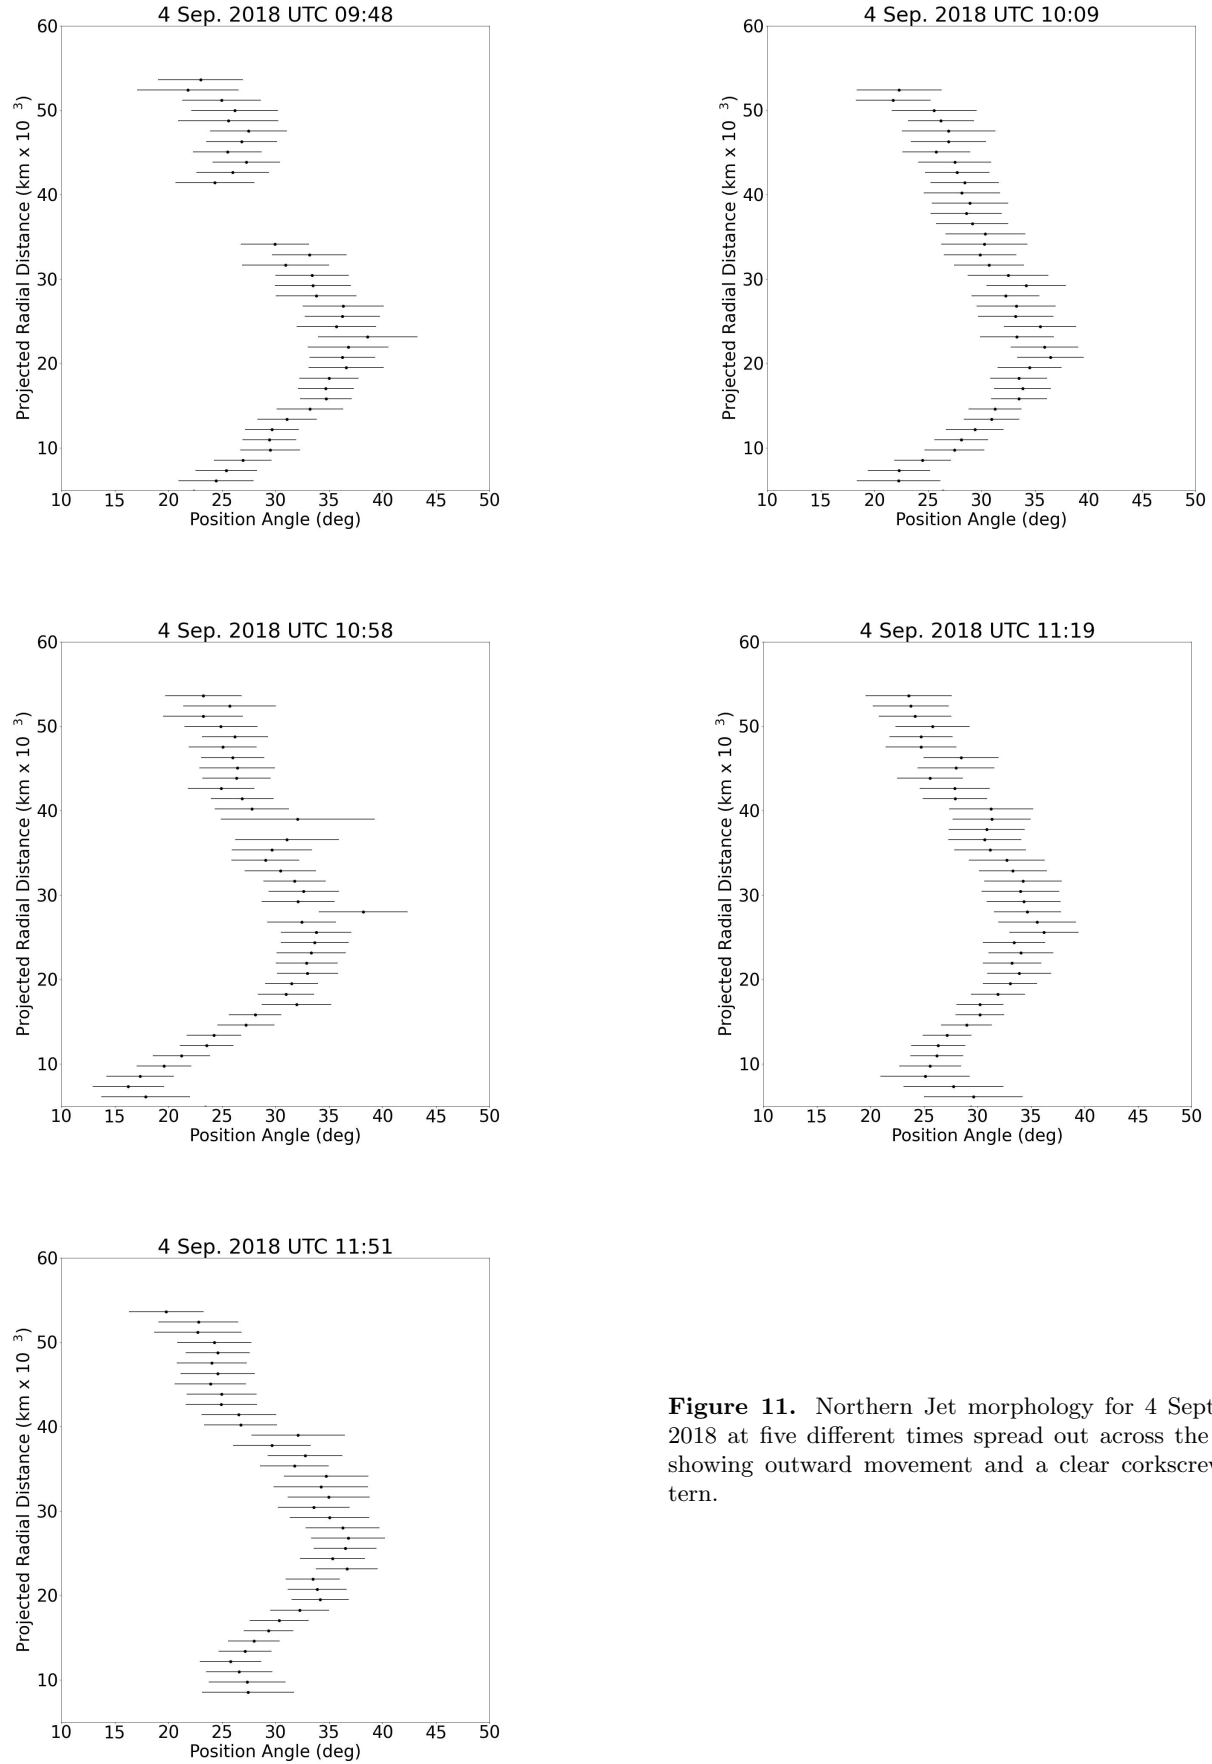 4 Sep. 2018 UTC 09:48
60
50
40
30
20
10
Projected Radial Distance (km x 10 3)
10 15 20 25 30 35 40 45 50
Position Angle (deg)
4 Sep. 2018 UTC 10:09
60
50
40
30
20
10
Projected Radial Distance (km x 10 3)
10 15 20 25 30 35 40 45 50
Position Angle (deg)
4 Sep. 2018 UTC 10:58
60
50
40
30
20
10
Projected Radial Distance (km x 10 3)
10 15 20 25 30 35 40 45 50
Position Angle (deg)
4 Sep. 2018 UTC 11:19
60
50
40
30
20
10
Projected Radial Distance (km x 10 3)
10 15 20 25 30 35 40 45 50
Position Angle (deg)
4 Sep. 2018 UTC 11:51
60
50
40
30
20
10
Projected Radial Distance (km x 10 3)
10 15 20 25 30 35 40 45 50
Position Angle (deg)
Figure 11. Northern Jet morphology for 4 Sept
2018 at five different times spread out across the
showing outward movement and a clear corkscrew
tern.